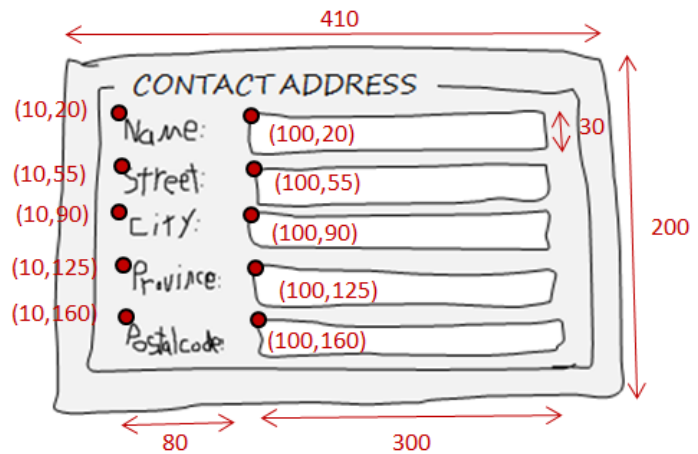 410
CONTACT ADDRESS
(10,20) Name: (100,20) 30
(10,55) Street: (100,55)
(10,90) City: (100,90) 200
(10,125) Province: (100,125)
(10,160) Postalcode: (100,160)
80 300